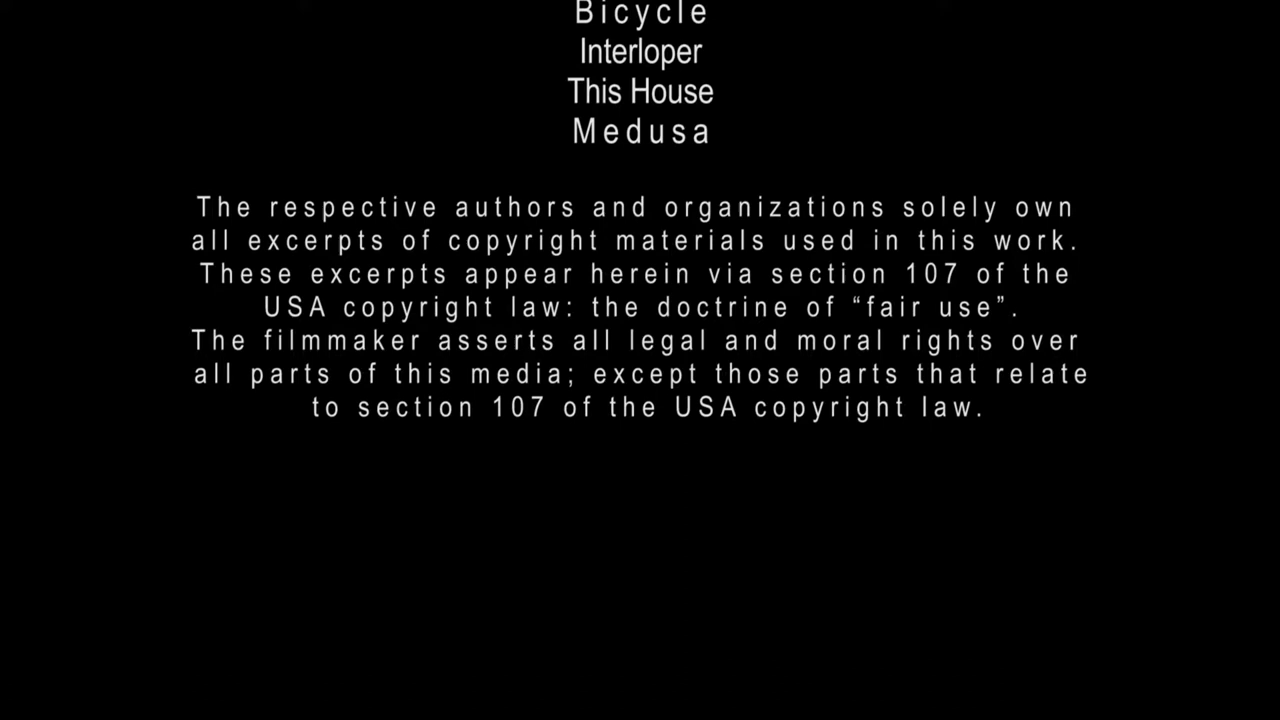 Bicycle
Interloper
This House
Medusa
The respective authors and organizations solely own
all excerpts of copyright materials used in this work.
These excerpts appear herein via section 107 of the
USA copyright law: the doctrine of “fair use”.
The filmmaker asserts all legal and moral rights over
all parts of this media; except those parts that relate
to section 107 of the USA copyright law.